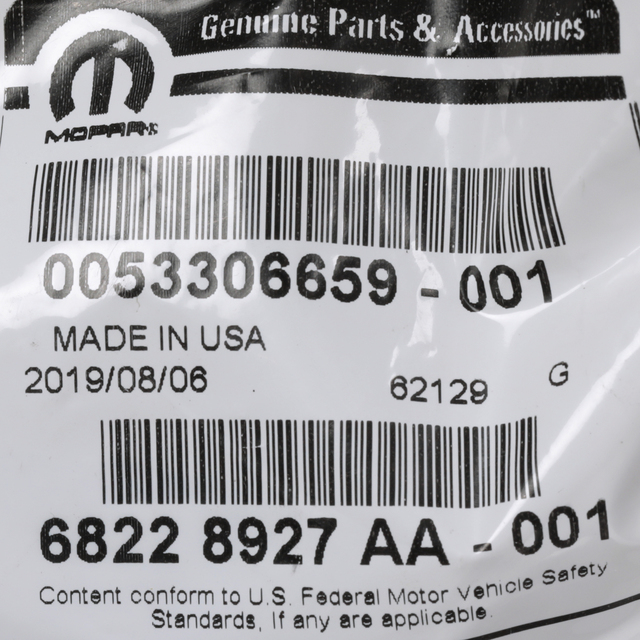 Genuine Parts & Accessories™
MOPAR®
0053306659 - 001
MADE IN USA
2019/08/06 62129 G
6822 8927 AA - 001
Content conform to U.S. Federal Motor Vehicle Safety
Standards, If any are applicable.